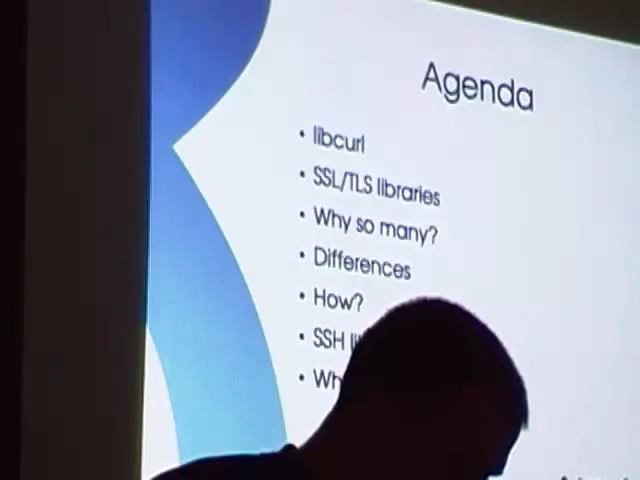 Agenda
• libcurl
• SSL/TLS libraries
• Why so many?
• Differences
• How?
• SSH